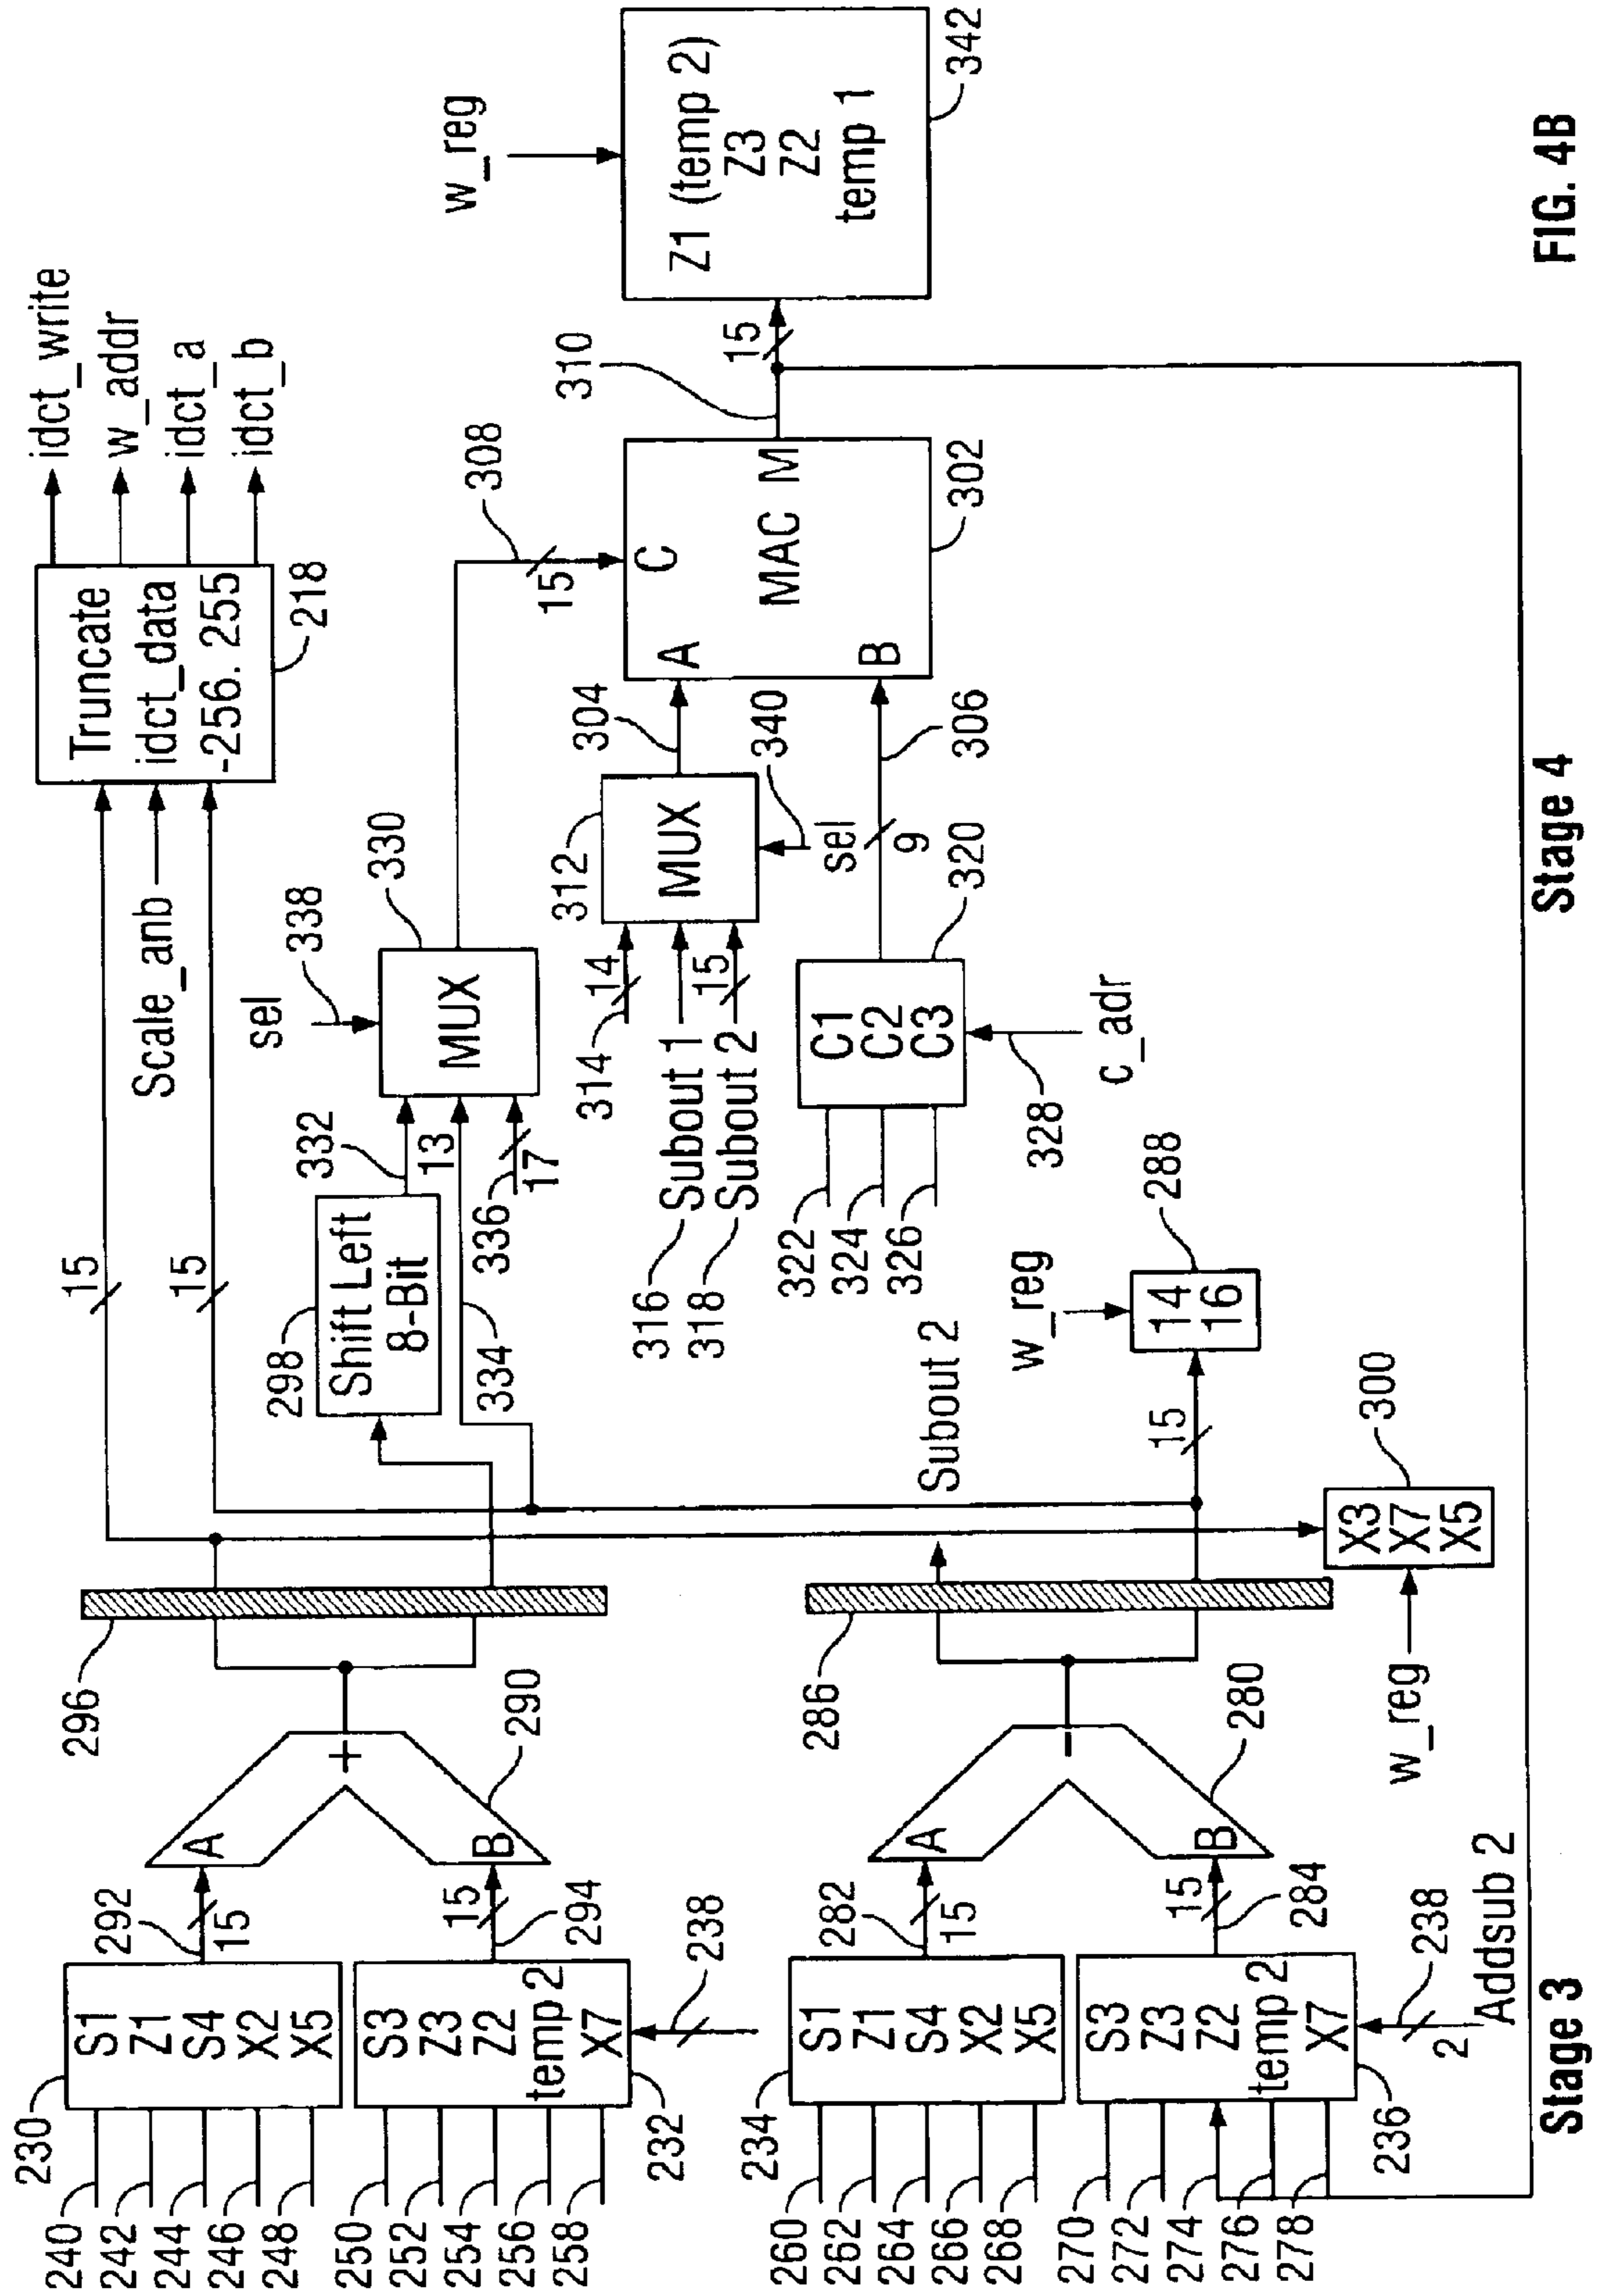 240
242
244
246
248
230
S1
Z1
S4
X2
X5
292
15
A
250
252
254
256
258
232
S3
Z3
Z2
temp 2
X7
238
15
294
B
+
290
296
260
262
264
266
268
234
S1
Z1
S4
X2
X5
282
15
A
270
272
274
276
278
236
S3
Z3
Z2
temp 2
X7
238
2
Addsub 2
15
284
B
–
280
286
Subout 2
15
w_reg
14
16
288
w_reg
X3
X7
X5
300
15
15
Scale_anb
Truncate
idct_data
-256. 255
218
idct_write
w_addr
idct_a
idct_b
298
Shift Left
8-Bit
332
13
334
336
17
sel
338
MUX
330
308
15
314
14
316
Subout 1
318
Subout 2
15
312
MUX
304
sel
340
322
324
326
C1
C2
C3
320
328
c_adr
9
306
A
B
C
MAC M
302
310
15
w_reg
Z1 (temp 2)
Z3
Z2
temp 1
342
Stage 3
Stage 4
FIG. 4B